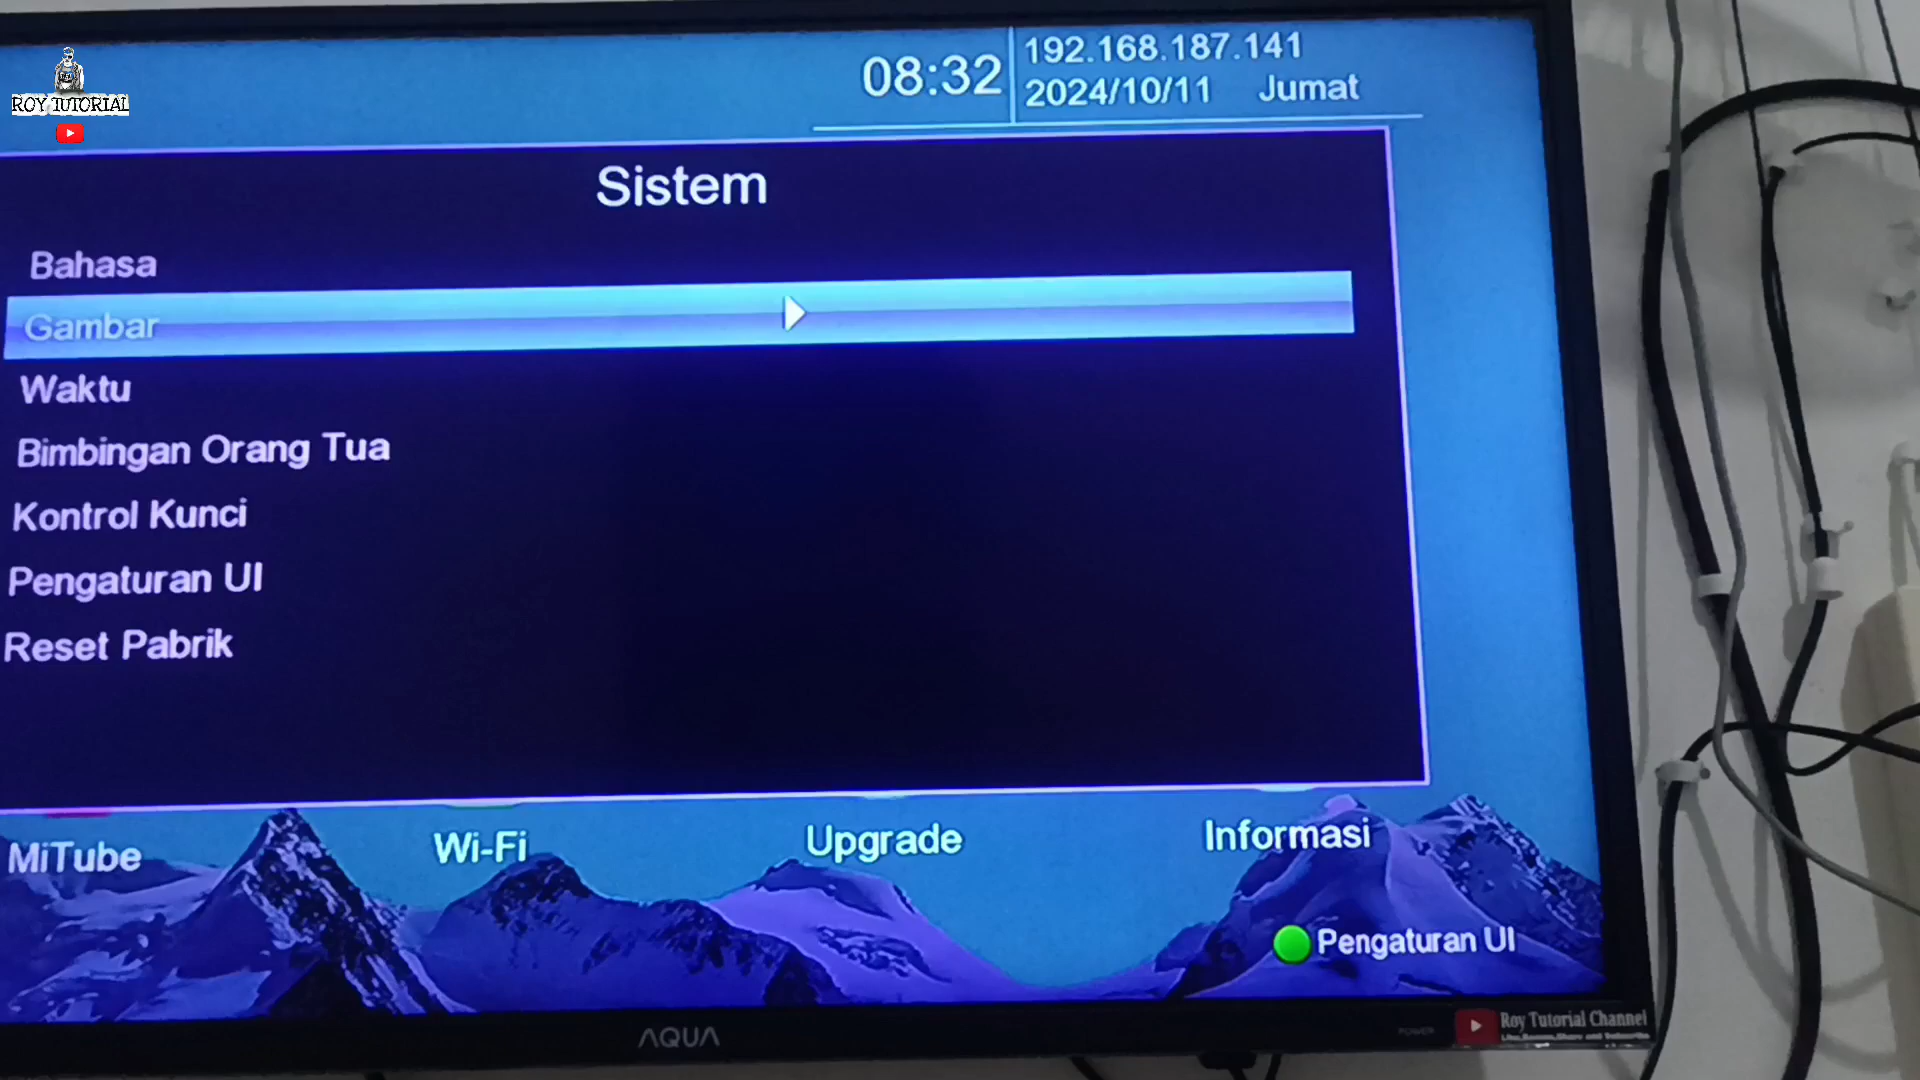 ROY TUTORIAL
08:32
192.168.187.141
2024/10/11 Jumat
Sistem
Bahasa
Gambar
Waktu
Bimbingan Orang Tua
Kontrol Kunci
Pengaturan UI
Reset Pabrik
MiTube
Wi-Fi
Upgrade
Informasi
Pengaturan UI
AQUA
POWER
Roy Tutorial Channel